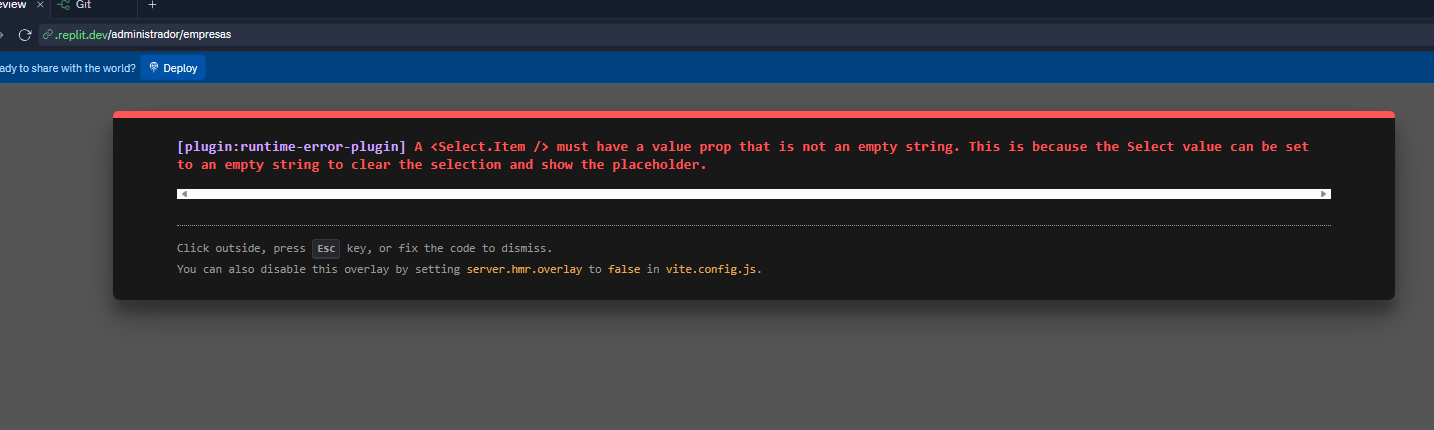 eview × Git +
.replit.dev/administrador/empresas
ady to share with the world? Deploy
[plugin:runtime-error-plugin] A <Select.Item /> must have a value prop that is not an empty string. This is because the Select value can be set
to an empty string to clear the selection and show the placeholder.
Click outside, press Esc key, or fix the code to dismiss.
You can also disable this overlay by setting server.hmr.overlay to false in vite.config.js.